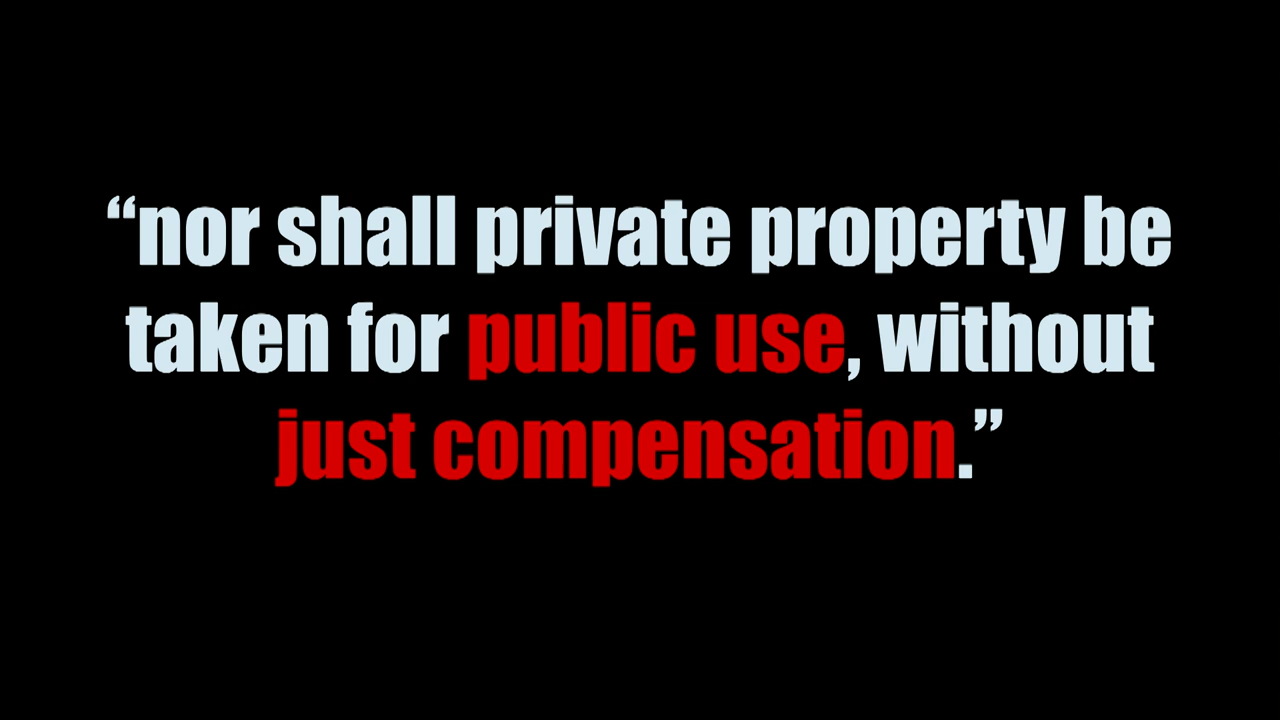 “nor shall private property be
taken for public use, without
just compensation.”